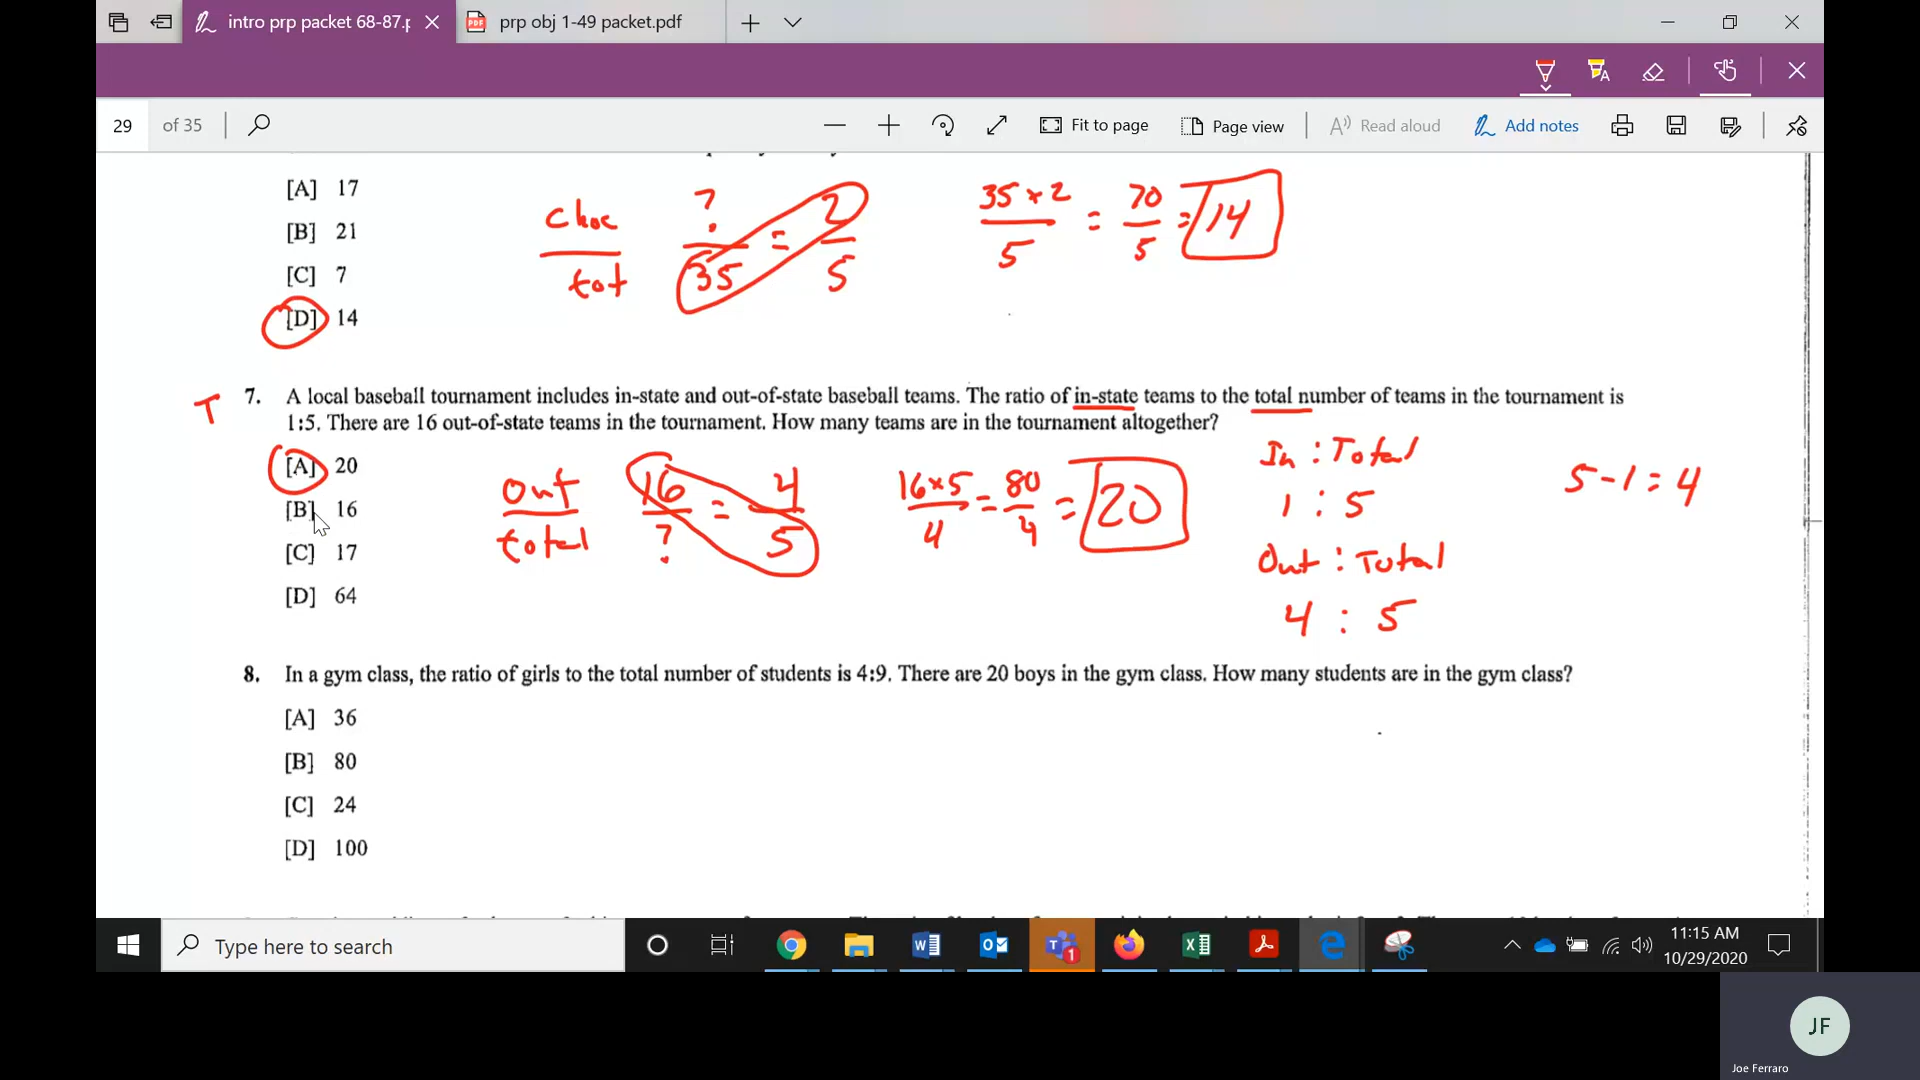 intro prp packet 68-87.p
prp obj 1-49 packet.pdf
29 of 35
Fit to page
Page view
Read aloud
Add notes
[A] 17
[B] 21
[C] 7
[D] 14
choc
tot
? = 2
35 5
35 x 2 = 70 = 14
5 5
T
7. A local baseball tournament includes in-state and out-of-state baseball teams. The ratio of in-state teams to the total number of teams in the tournament is
1:5. There are 16 out-of-state teams in the tournament. How many teams are in the tournament altogether?
[A] 20
[B] 16
[C] 17
[D] 64
out
total
16 = 4
? 5
16 x 5 = 80 = 20
4 4
In : Total
1 : 5
Out : Total
4 : 5
5 - 1 = 4
8. In a gym class, the ratio of girls to the total number of students is 4:9. There are 20 boys in the gym class. How many students are in the gym class?
[A] 36
[B] 80
[C] 24
[D] 100
Type here to search
1
11:15 AM
10/29/2020
JF
Joe Ferraro